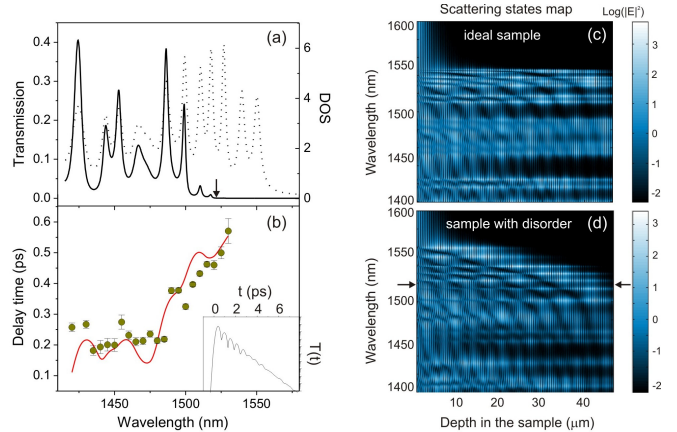 (a)
Transmission
0.4
0.3
0.2
0.1
0.0
DOS
6
4
2
0
(b)
Delay time (ps)
0.6
0.5
0.4
0.3
0.2
0.1
t (ps)
0 2 4 6
T(t)
1450 1500 1550
Wavelength (nm)
Scattering states map
Log(|E|²)
ideal sample (c)
Wavelength (nm)
1600
1550
1500
1450
1400
3
2
1
0
-1
-2
sample with disorder (d)
Wavelength (nm)
1600
1550
1500
1450
1400
3
2
1
0
-1
-2
10 20 30 40
Depth in the sample (μm)